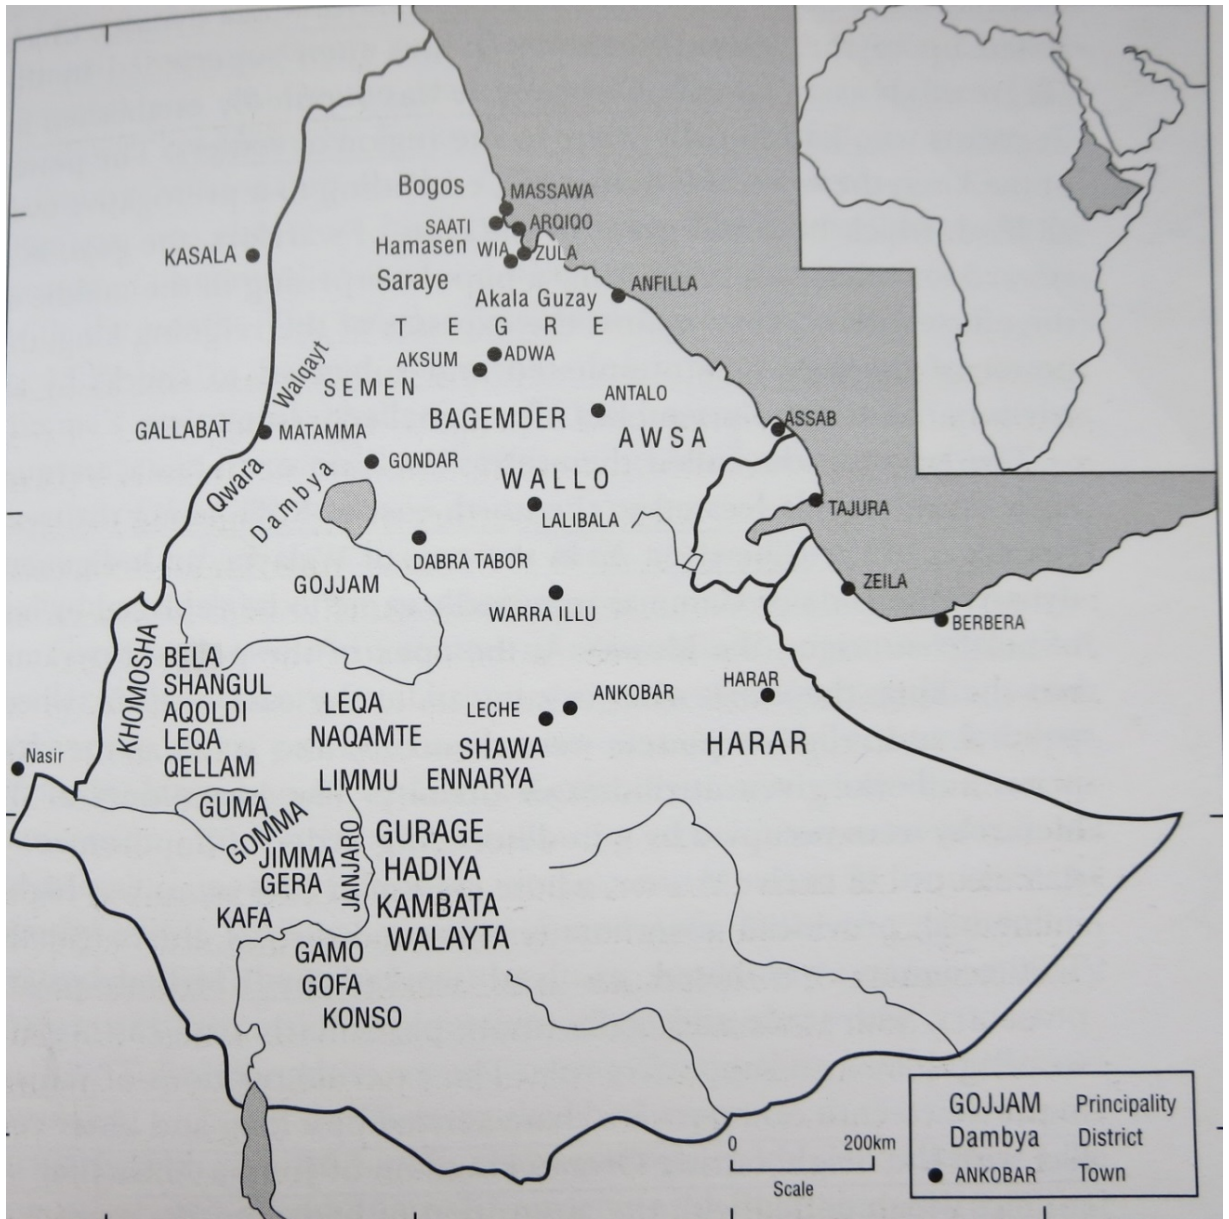 Bogos
MASSAWA
SAATI
ARQIQO
Hamasen
WIA
ZULA
KASALA
Saraye
ANFILLA
Akala Guzay
TEGRE
AKSUM
ADWA
Walqayt
SEMEN
ANTALO
BAGEMDER
ASSAB
GALLABAT
MATAMMA
AWSA
GONDAR
Qwara
Dambya
WALLO
TAJURA
LALIBALA
DABRA TABOR
GOJJAM
ZEILA
WARRA ILLU
BERBERA
KHOMOSHA
BELA
SHANGUL
AQOLDI
LEQA
QELLAM
LEQA
NAQAMTE
ANKOBAR
HARAR
LECHE
SHAWA
HARAR
Nasir
LIMMU
ENNARYA
GUMA
GOMMA
JIMMA
GERA
JANJARO
GURAGE
HADIYA
KAMBATA
WALAYTA
KAFA
GAMO
GOFA
KONSO
0 200km
Scale
GOJJAM Principality
Dambya District
ANKOBAR Town